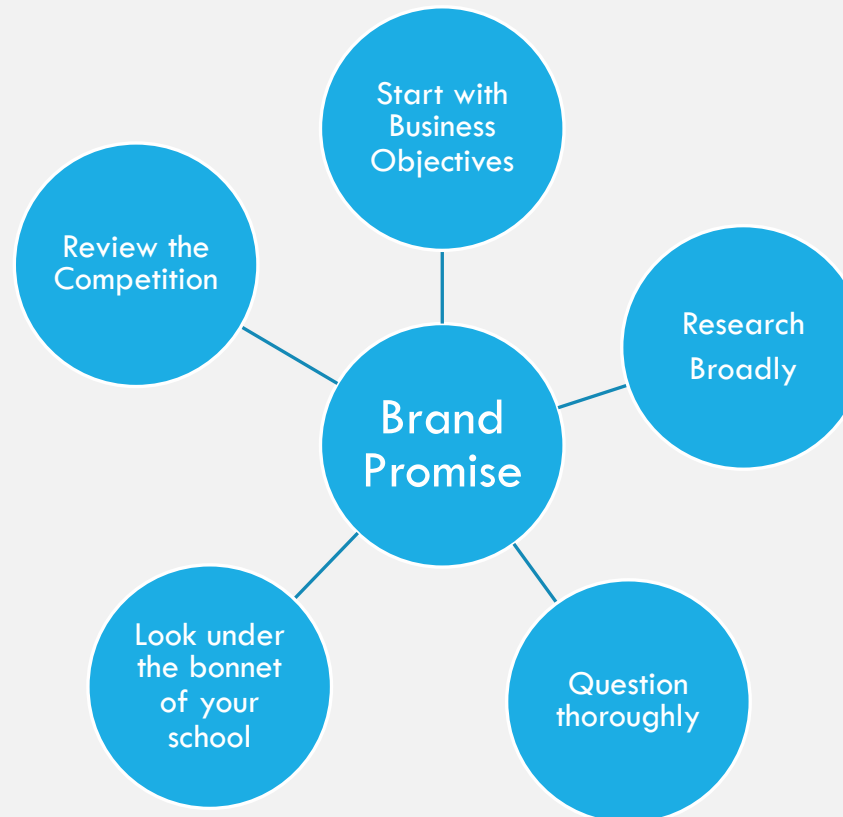 Start with
Business
Objectives
Research
Broadly
Question
thoroughly
Look under
the bonnet
of your
school
Review the
Competition
Brand
Promise